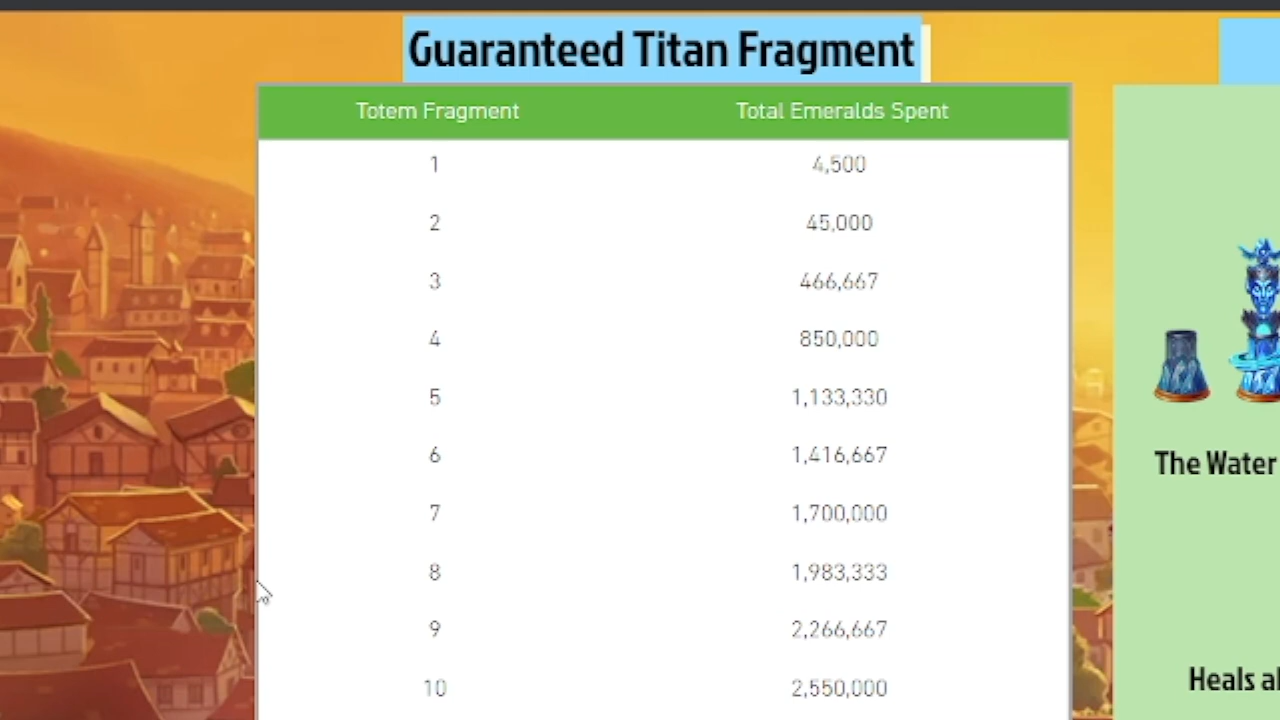 Guaranteed Titan Fragment
Totem Fragment Total Emeralds Spent
1 4,500
2 45,000
3 466,667
4 850,000
5 1,133,330
6 1,416,667
7 1,700,000
8 1,983,333
9 2,266,667
10 2,550,000
The Water
Heals